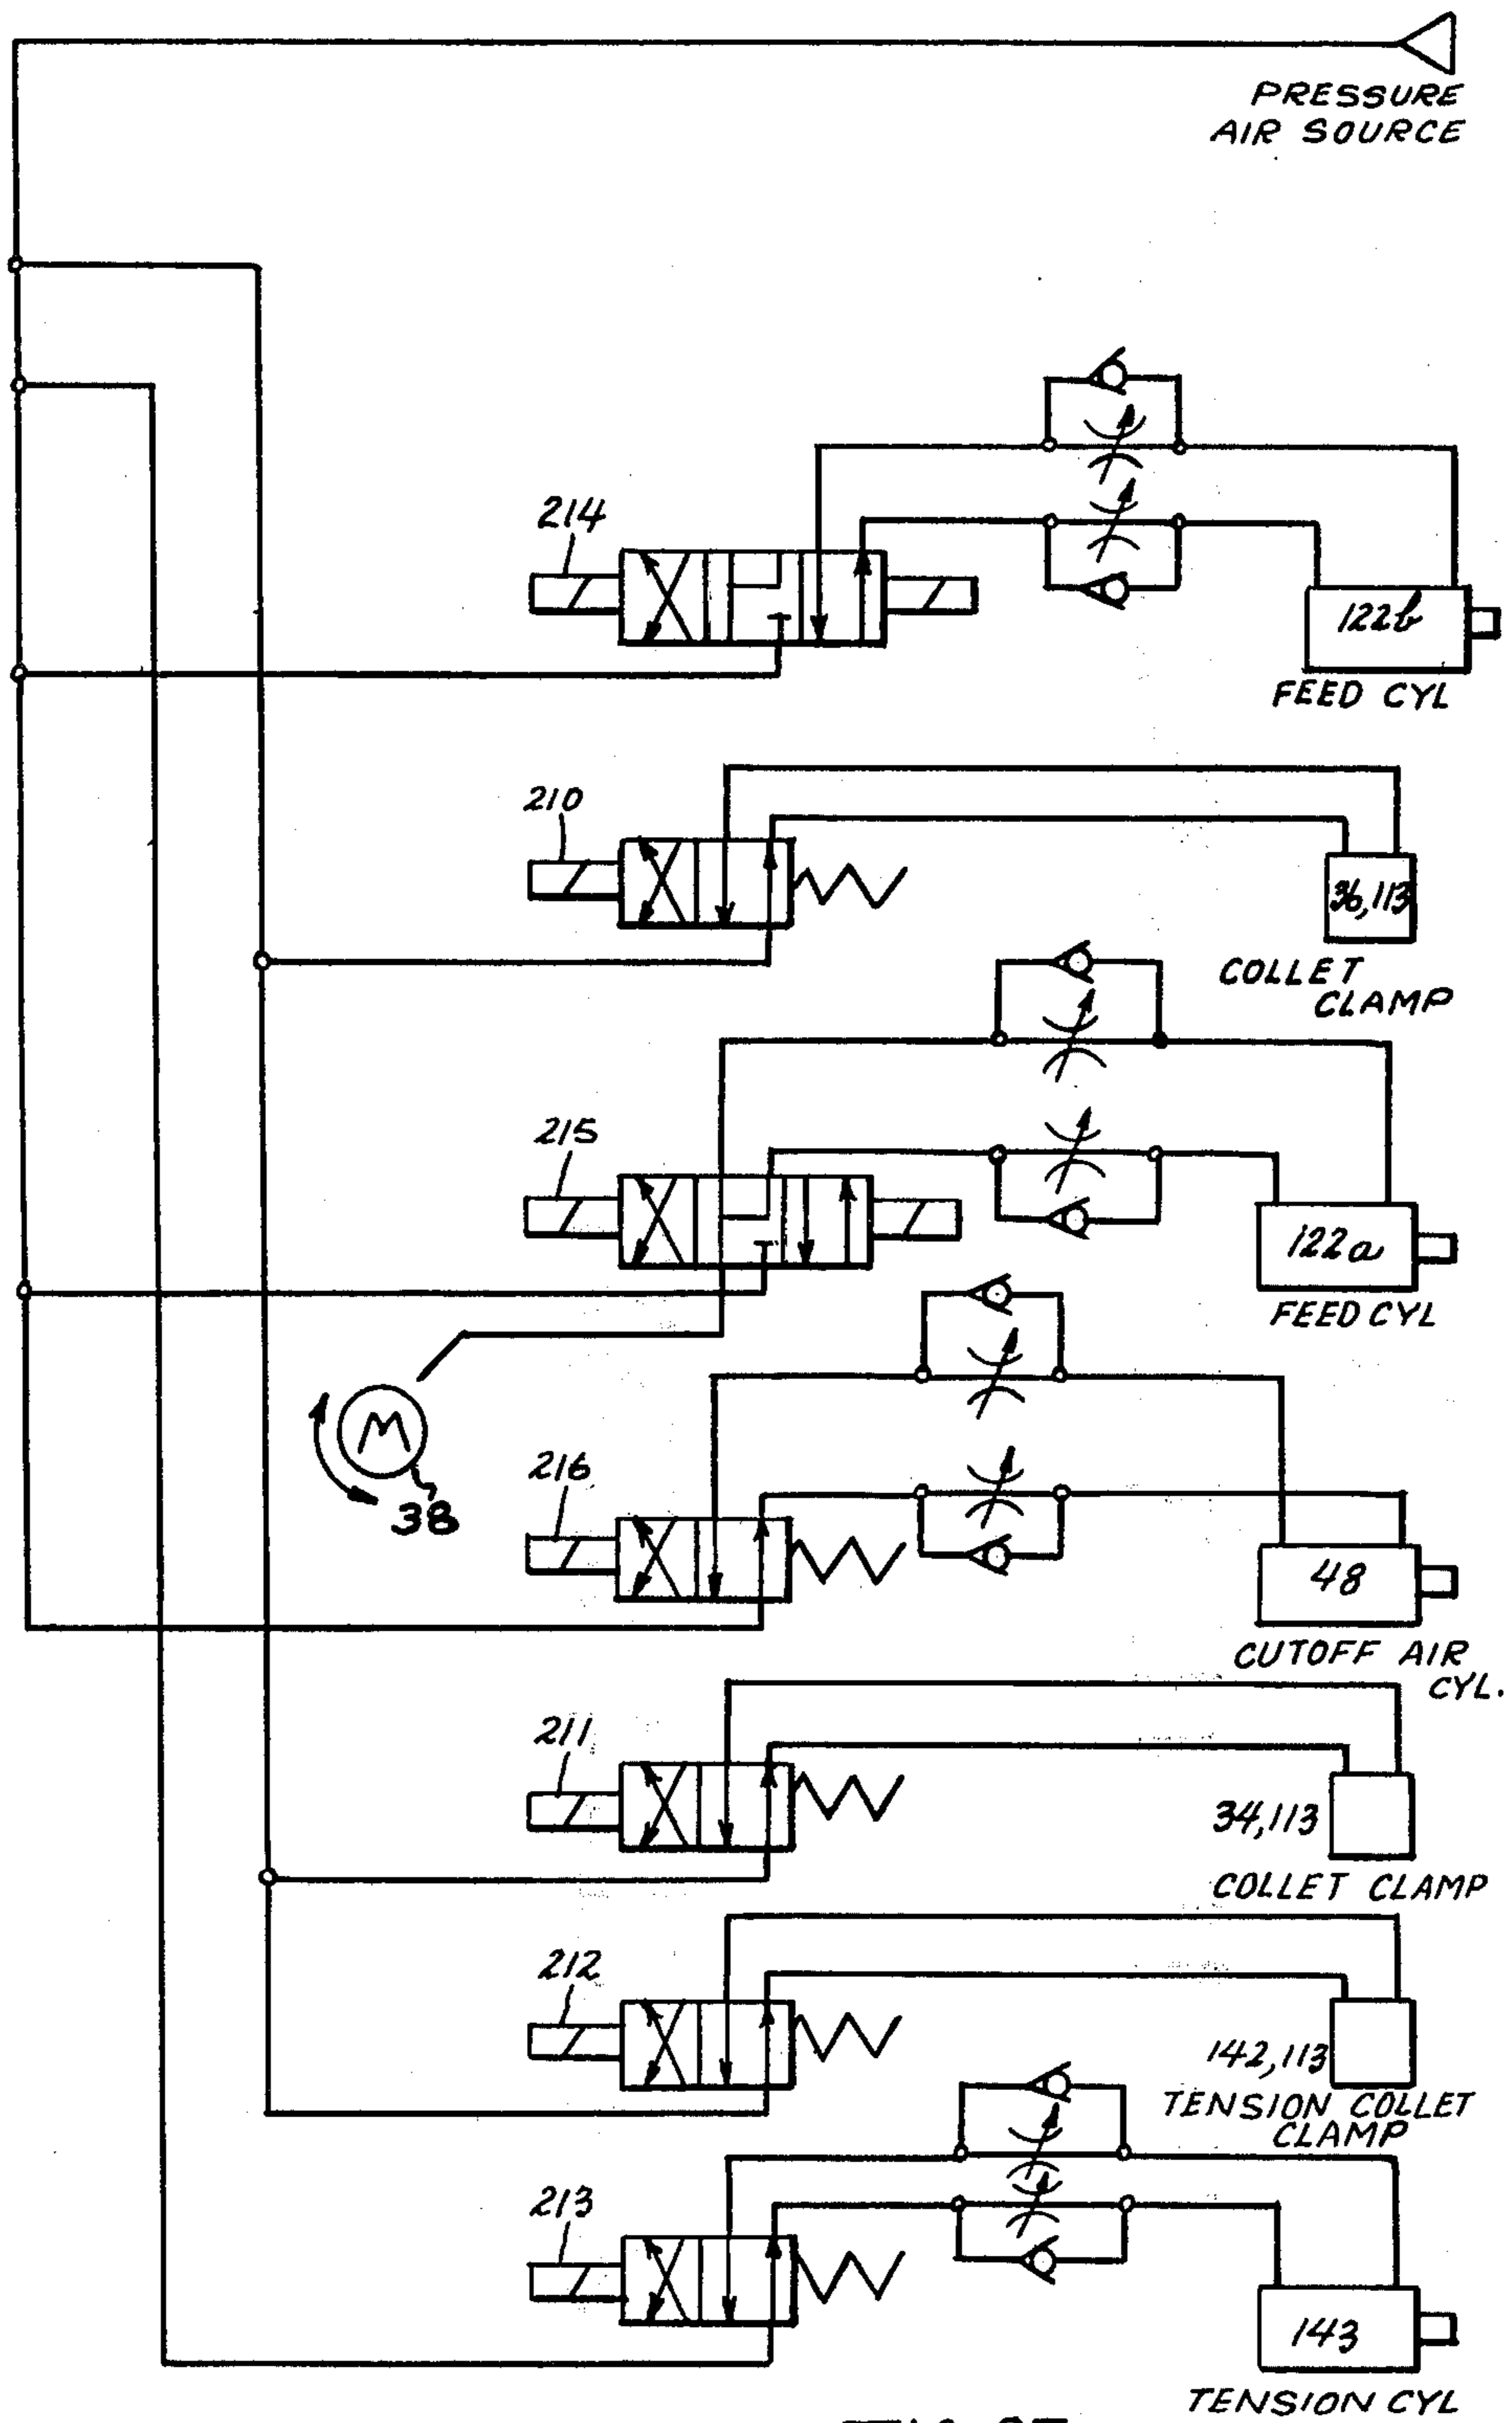 PRESSURE
AIR SOURCE
214
122b
FEED CYL
210
36,113
COLLET
CLAMP
215
122a
FEED CYL
M
38
216
48
CUTOFF AIR
CYL.
211
34,113
COLLET CLAMP
212
142,113
TENSION COLLET
CLAMP
213
143
TENSION CYL